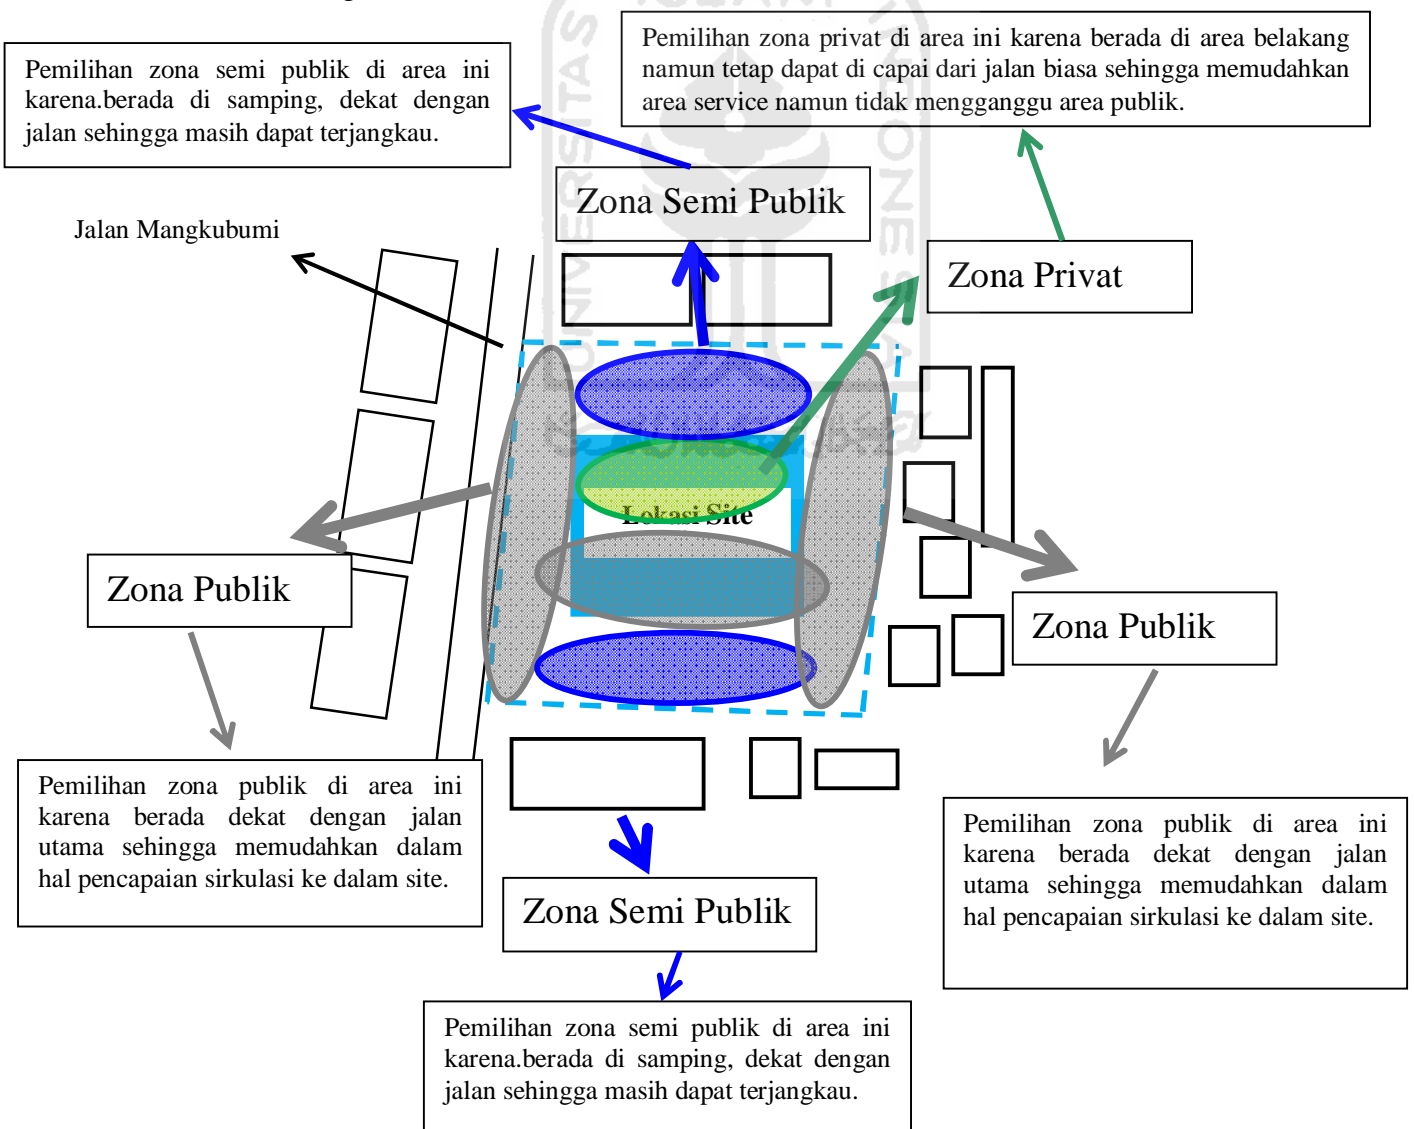 Pemilihan zona privat di area ini karena berada di area belakang
namun tetap dapat di capai dari jalan biasa sehingga memudahkan
area service namun tidak mengganggu area publik.
Pemilihan zona semi publik di area ini
karena.berada di samping, dekat dengan
jalan sehingga masih dapat terjangkau.
Zona Semi Publik
Jalan Mangkubumi
Zona Privat
Lokasi Site
Zona Publik
Zona Publik
Pemilihan zona publik di area ini
karena berada dekat dengan jalan
utama sehingga memudahkan dalam
hal pencapaian sirkulasi ke dalam site.
Pemilihan zona publik di area ini
karena berada dekat dengan jalan
utama sehingga memudahkan dalam
hal pencapaian sirkulasi ke dalam site.
Zona Semi Publik
Pemilihan zona semi publik di area ini
karena.berada di samping, dekat dengan
jalan sehingga masih dapat terjangkau.